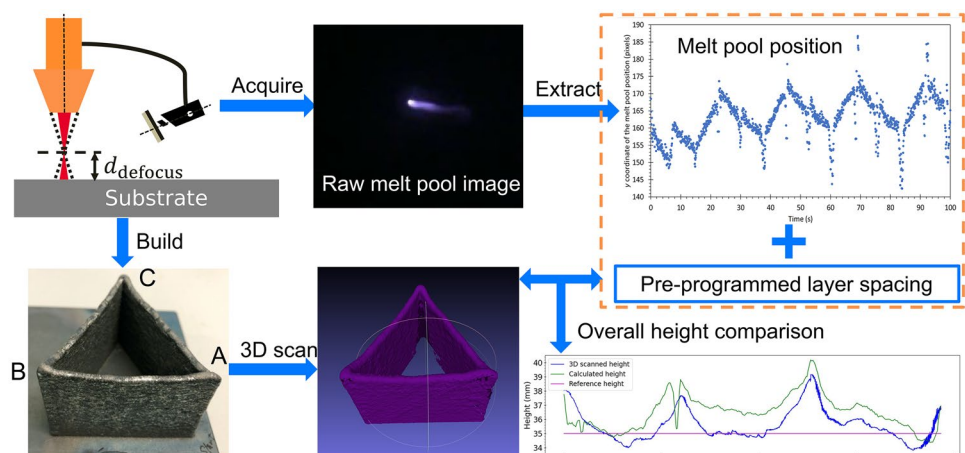 Acquire
d_defocus
Substrate
Raw melt pool image
Extract
Melt pool position
y coordinate of the melt pool position (pixels)
190
185
180
175
170
165
160
155
150
145
140
0 10 20 30 40 50 60 70 80 90 100
Time (s)
Build
Pre-programmed layer spacing
C
B
A
3D scan
Overall height comparison
Height (mm)
40
39
38
37
36
35
34
3D scanned height
Calculated height
Reference height